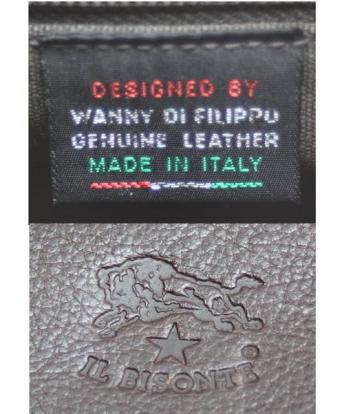 DESIGNED BY
WANNY DI FILIPPO
GENUINE LEATHER
MADE IN ITALY
IL BISONTE®